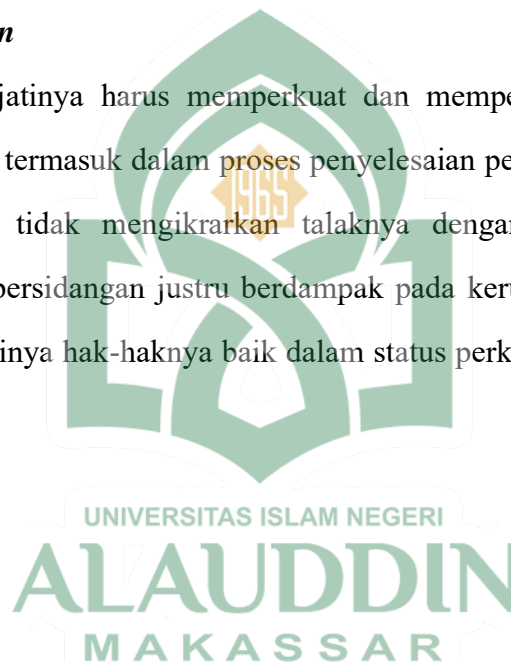 n
jatinya harus memperkuat dan mempe
termasuk dalam proses penyelesaian pe
tidak mengikrarkan talaknya dengan
persidangan justru berdampak pada keru
inya hak-haknya baik dalam status perk
1965
UNIVERSITAS ISLAM NEGERI
ALAUDDIN
MAKASSAR